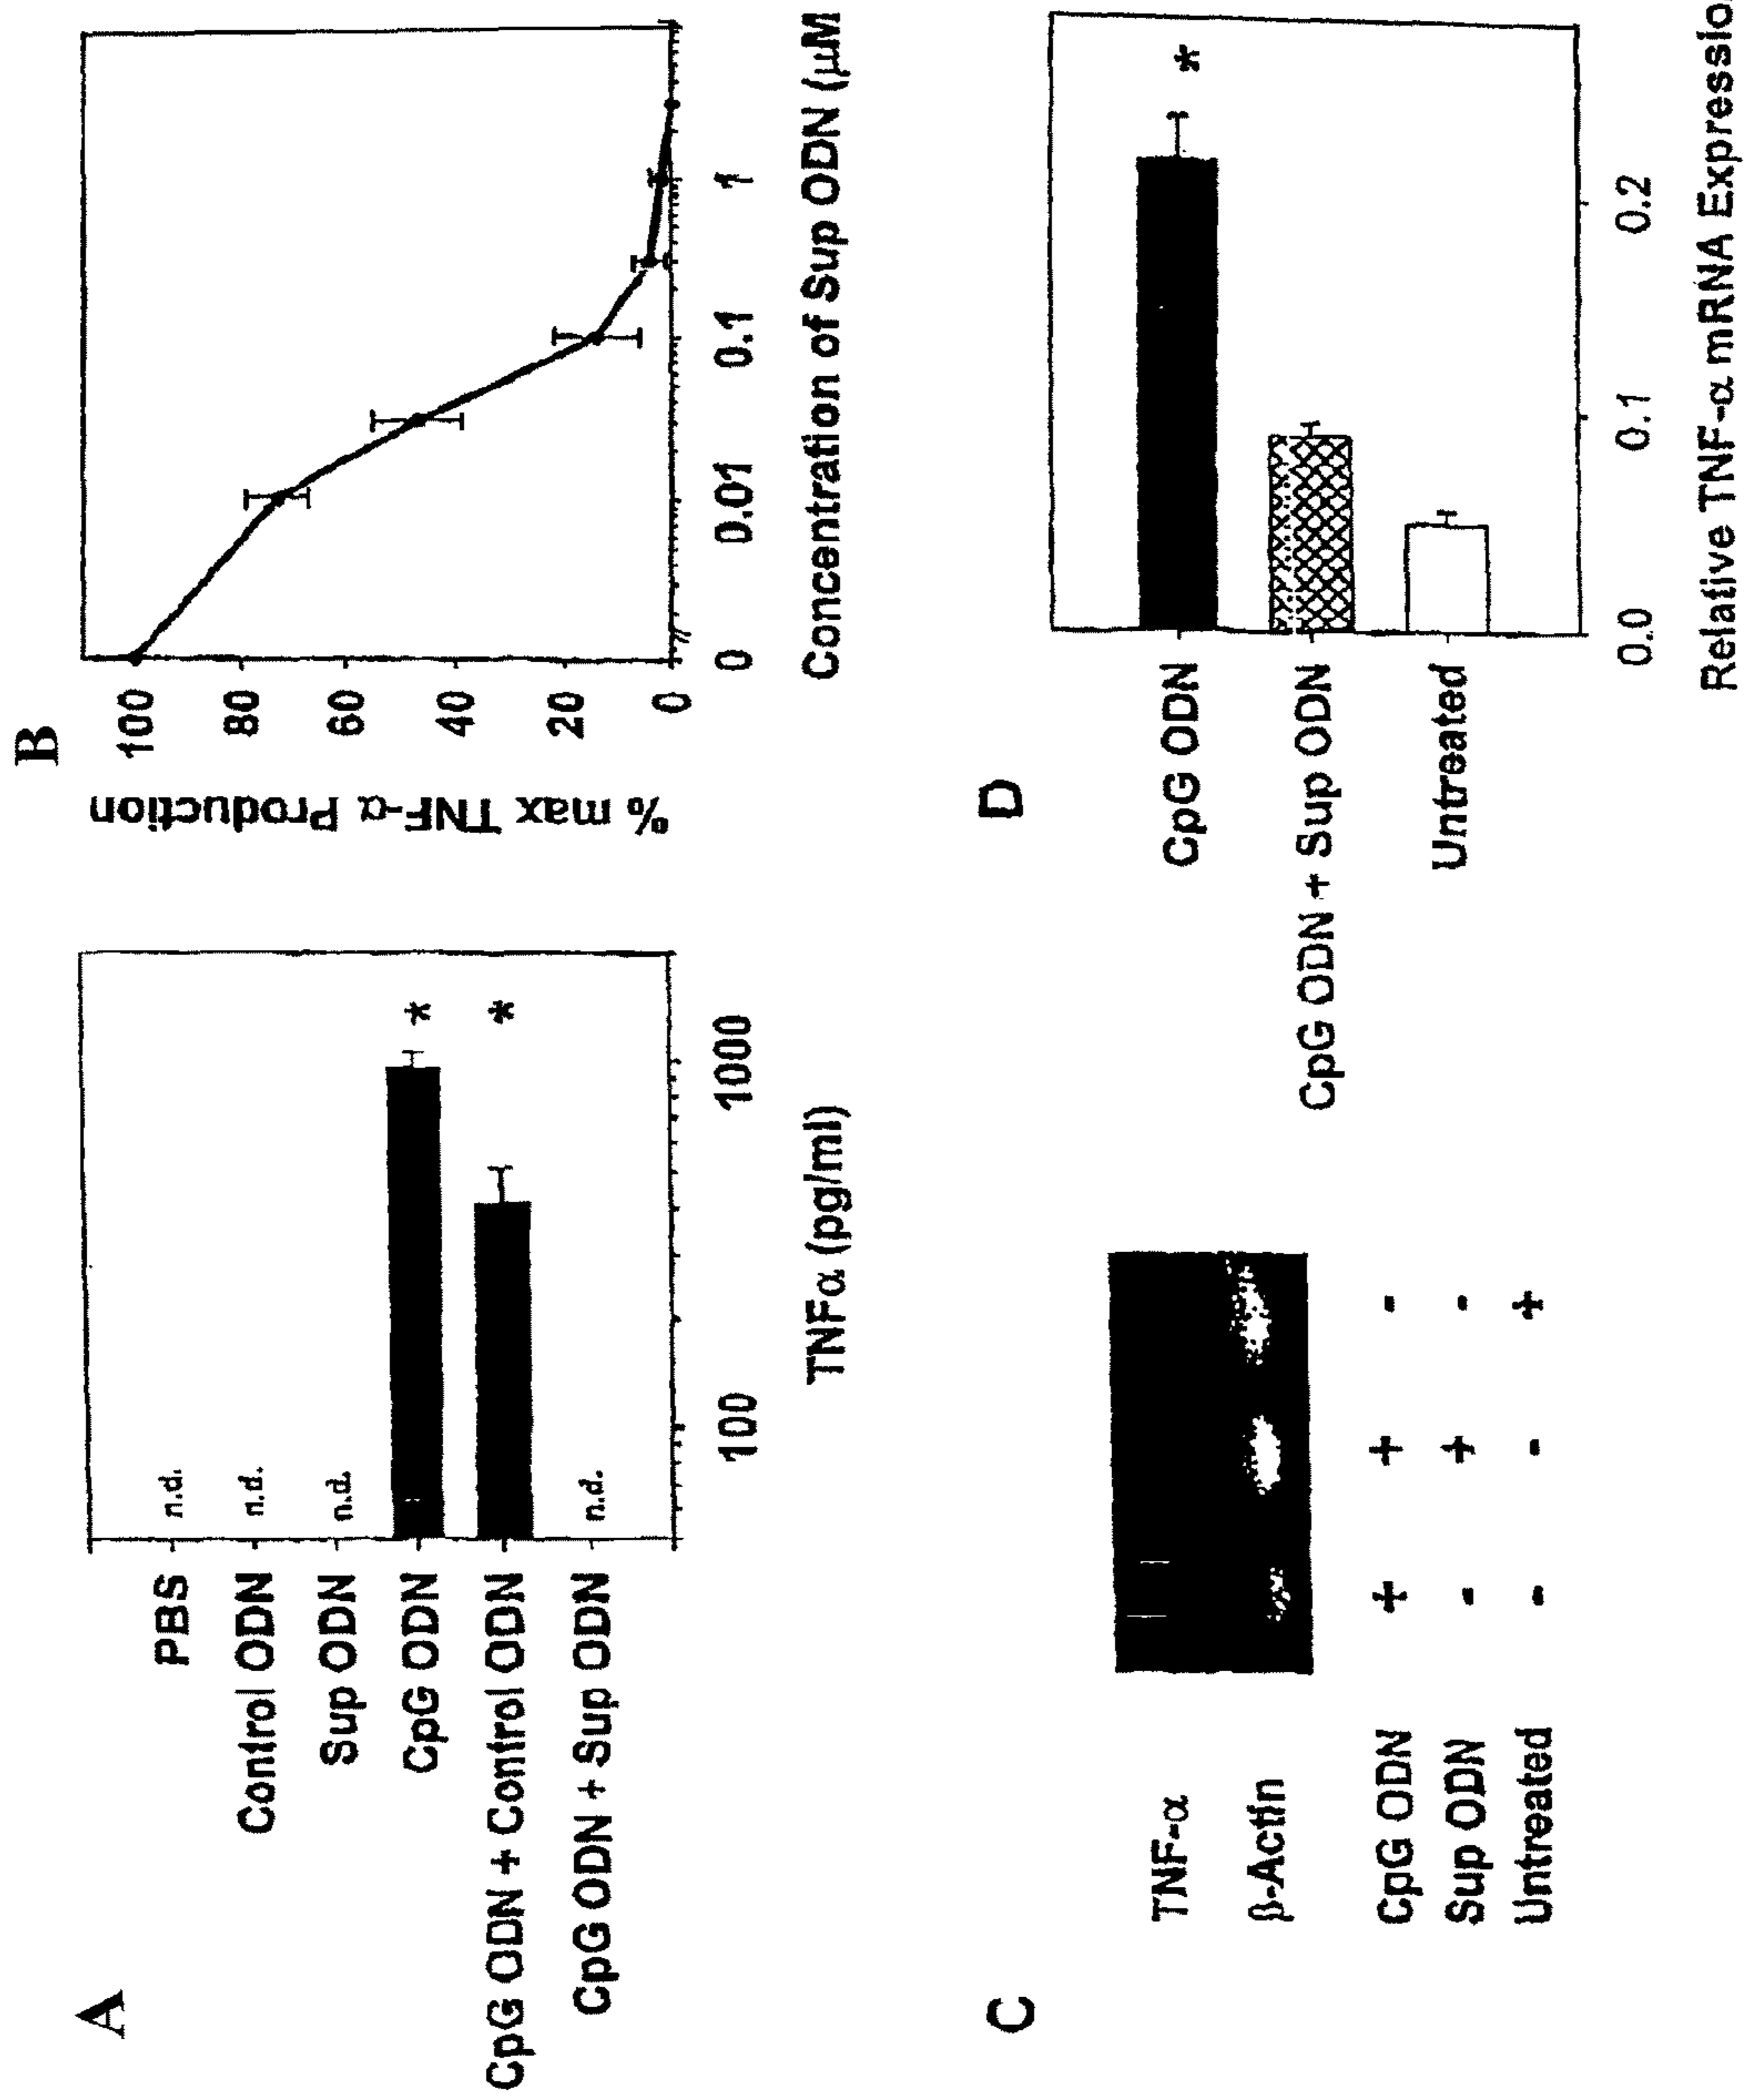 A
PBS
Control ODN
Sup ODN
CpG ODN
CpG ODN + Control ODN
CpG ODN + Sup ODN
n.d.
n.d.
n.d.
*
*
n.d.
100
1000
TNFα (pg/ml)
B
% max TNF-α Production
100
80
60
40
20
0
0
0.01
0.1
1
Concentration of Sup ODN (µM
C
TNF-α
β-Actin
CpG ODN + + -
Sup ODN - + -
Untreated - - +
D
CpG ODN
CpG ODN + Sup ODN
Untreated
*
0.0
0.1
0.2
Relative TNF-α mRNA Expressio